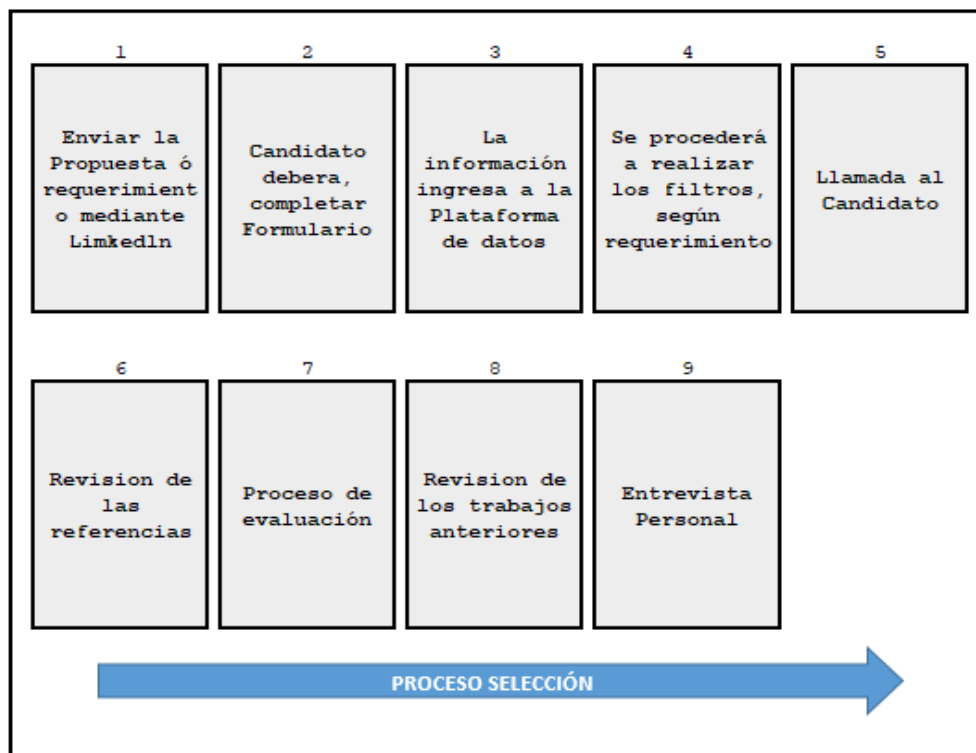 1 2 3 4 5
Enviar la
Propuesta ó
requerimient
o mediante
Limkedln
Candidato
debera,
completar
Formulario
La
información
ingresa a la
Plataforma
de datos
Se procederá
a realizar
los filtros,
según
requerimiento
Llamada al
Candidato
6 7 8 9
Revision de
las
referencias
Proceso de
evaluación
Revision de
los trabajos
anteriores
Entrevista
Personal
PROCESO SELECCIÓN